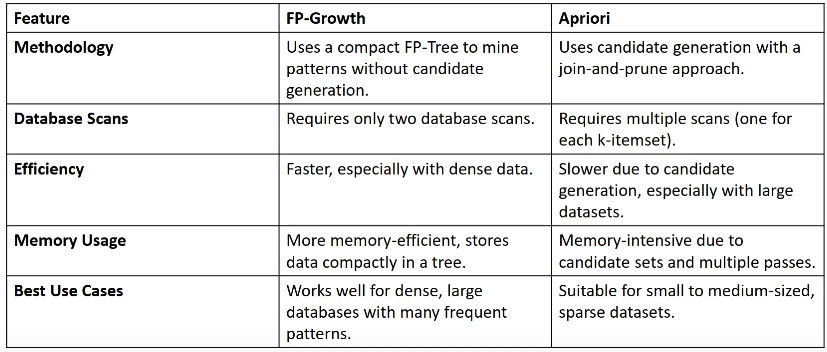 Feature FP-Growth Apriori
Methodology Uses a compact FP-Tree to mine Uses candidate generation with a
patterns without candidate join-and-prune approach.
generation.
Database Scans Requires only two database scans. Requires multiple scans (one for
each k-itemset).
Efficiency Faster, especially with dense data. Slower due to candidate
generation, especially with large
datasets.
Memory Usage More memory-efficient, stores Memory-intensive due to
data compactly in a tree. candidate sets and multiple passes.
Best Use Cases Works well for dense, large Suitable for small to medium-sized,
databases with many frequent sparse datasets.
patterns.